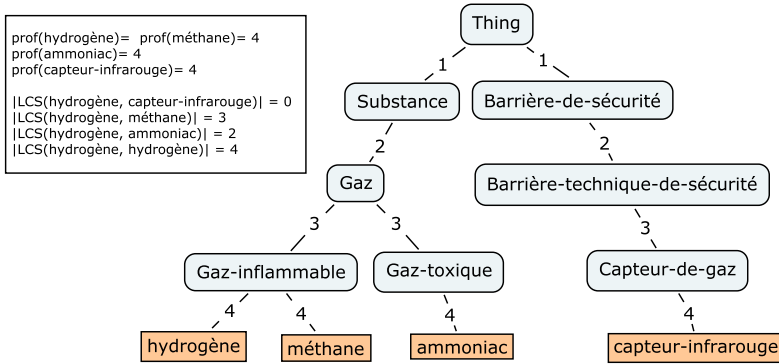 Thing
prof(hydrogène)=  prof(méthane)= 4
prof(ammoniac)= 4
prof(capteur-infrarouge)= 4
|LCS(hydrogène, capteur-infrarouge)| = 0
|LCS(hydrogène, méthane)| = 3
|LCS(hydrogène, ammoniac)| = 2
|LCS(hydrogène, hydrogène)| = 4
1 1
Substance Barrière-de-sécurité
2 2
Gaz Barrière-technique-de-sécurité
3 3 3
Gaz-inflammable Gaz-toxique Capteur-de-gaz
4 4 4 4
hydrogène méthane ammoniac capteur-infrarouge